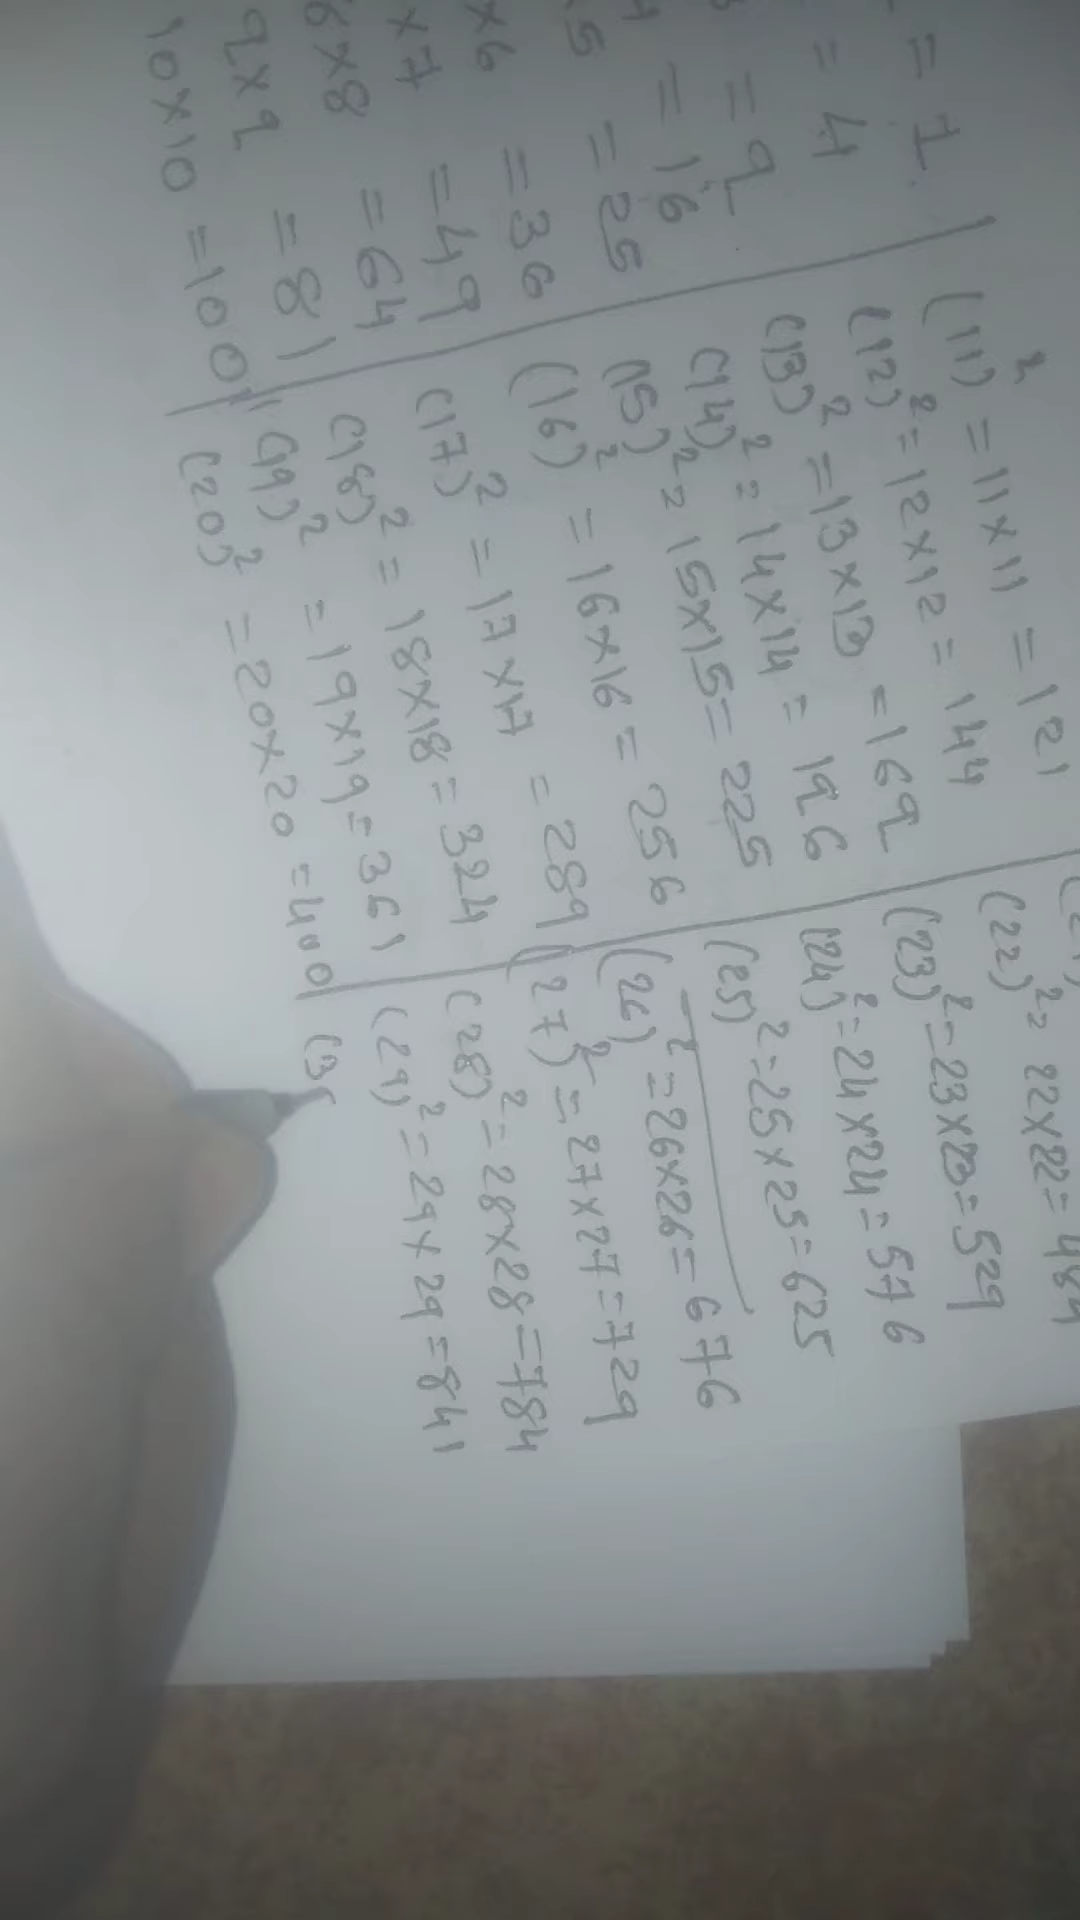 = 1
= 4
= 9
= 16
5 = 25
×6 = 36
×7 = 49
8×8 = 64
9×9 = 81
10×10 = 100
(11)² = 11×11 = 121
(12)² = 12×12 = 144
(13)² = 13×13 = 169
(14)² = 14×14 = 196
(15)² = 15×15 = 225
(16)² = 16×16 = 256
(17)² = 17×17 = 289
(18)² = 18×18 = 324
(19)² = 19×19 = 361
(20)² = 20×20 = 400
(22)² = 22×22 = 484
(23)² = 23×23 = 529
(24)² = 24×24 = 576
(25)² = 25×25 = 625
(26)² = 26×26 = 676
(27)² = 27×27 = 729
(28)² = 28×28 = 784
(29)² = 29×29 = 841
(3